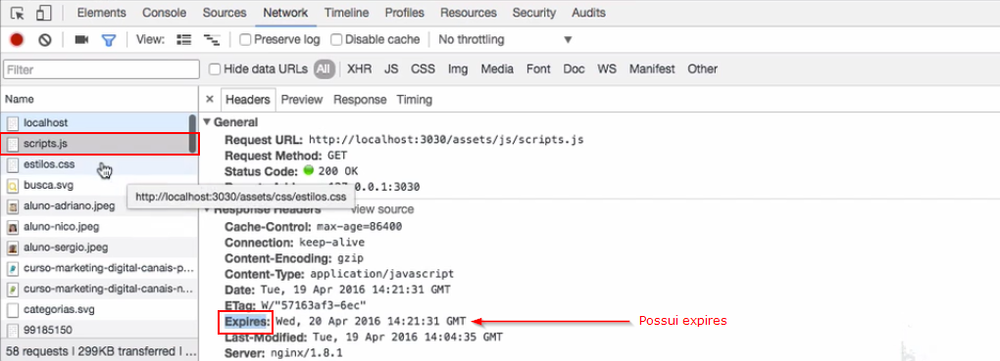 Elements Console Sources Network Timeline Profiles Resources Security Audits
View: Preserve log Disable cache No throttling
Filter Hide data URLs All XHR JS CSS Img Media Font Doc WS Manifest Other
Name
localhost
scripts.js
estilos.css
busca.svg
aluno-adriano.jpeg
aluno-nico.jpeg
aluno-sergio.jpeg
curso-marketing-digital-canais-p...
curso-marketing-digital-canais-n...
categorias.svg
99185150
58 requests | 299KB transferred | ...
× Headers Preview Response Timing
General
Request URL: http://localhost:3030/assets/js/scripts.js
Request Method: GET
Status Code: 200 OK
0.0.1:3030
http://localhost:3030/assets/css/estilos.css
Response Headers view source
Cache-Control: max-age=86400
Connection: keep-alive
Content-Encoding: gzip
Content-Type: application/javascript
Date: Tue, 19 Apr 2016 14:21:31 GMT
ETag: W/"57163af3-6ec"
Expires: Wed, 20 Apr 2016 14:21:31 GMT Possui expires
Last-Modified: Tue, 19 Apr 2016 14:04:35 GMT
Server: nginx/1.8.1